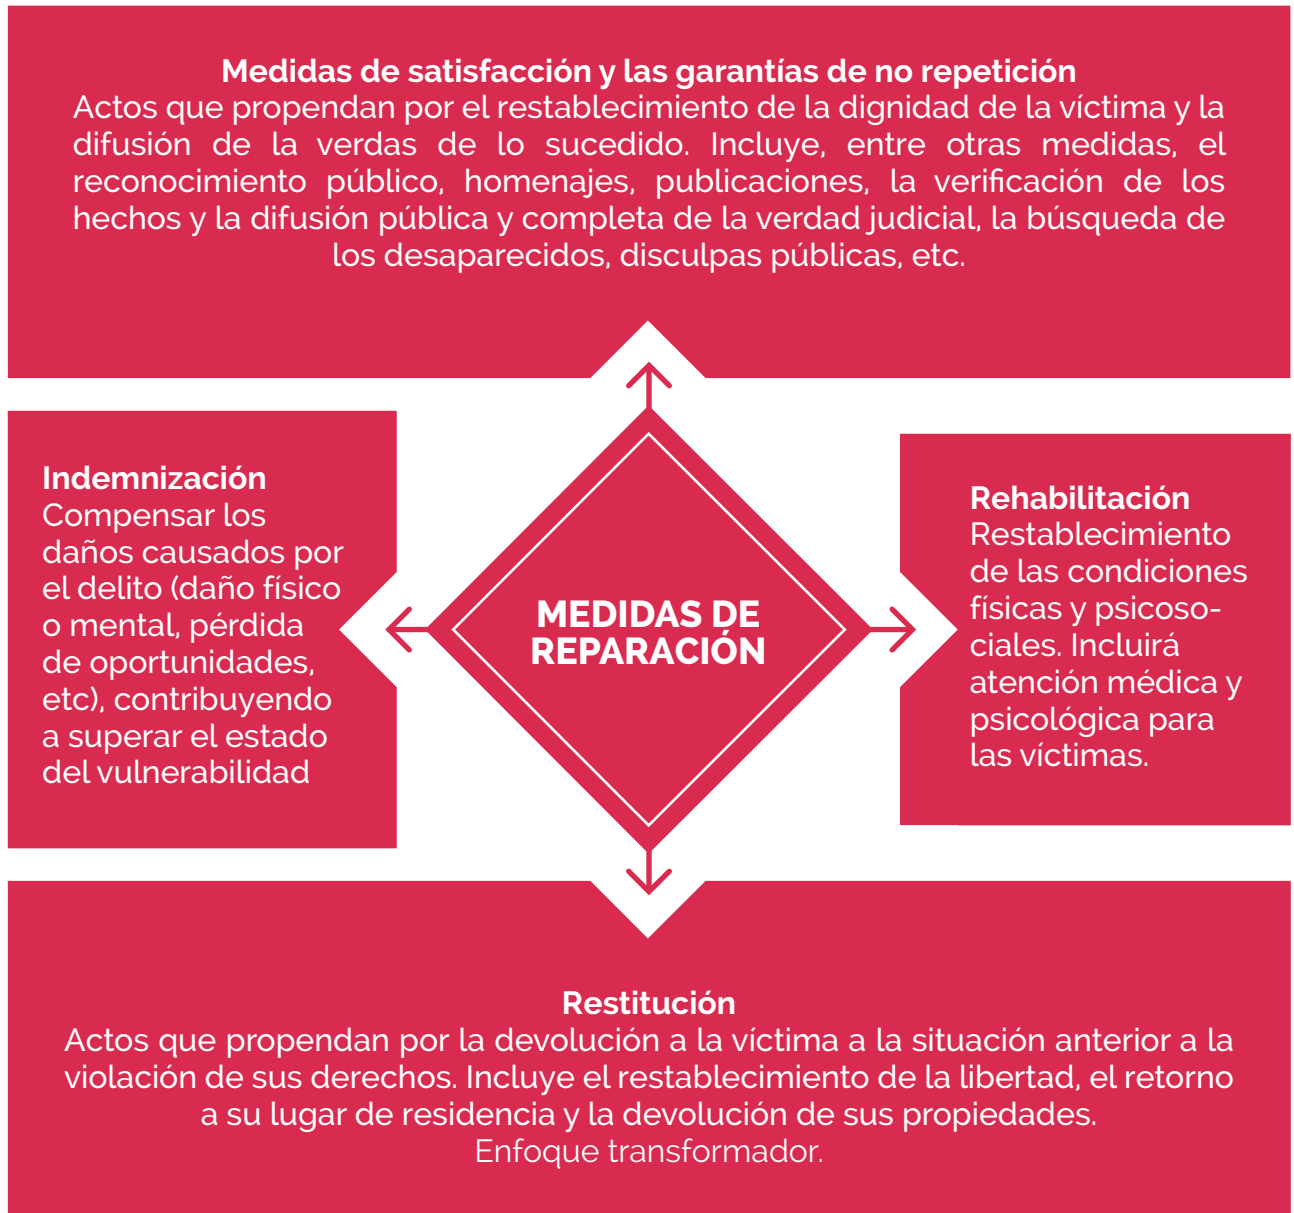 Medidas de satisfacción y las garantías de no repetición
Actos que propendan por el restablecimiento de la dignidad de la víctima y la
difusión de la verdas de lo sucedido. Incluye, entre otras medidas, el
reconocimiento público, homenajes, publicaciones, la verificación de los
hechos y la difusión pública y completa de la verdad judicial, la búsqueda de
los desaparecidos, disculpas públicas, etc.
Indemnización
Compensar los
daños causados por
el delito (daño físico
o mental, pérdida
de oportunidades,
etc), contribuyendo
a superar el estado
del vulnerabilidad
MEDIDAS DE
REPARACIÓN
Rehabilitación
Restablecimiento
de las condiciones
físicas y psicoso-
ciales. Incluirá
atención médica y
psicológica para
las víctimas.
Restitución
Actos que propendan por la devolución a la víctima a la situación anterior a la
violación de sus derechos. Incluye el restablecimiento de la libertad, el retorno
a su lugar de residencia y la devolución de sus propiedades.
Enfoque transformador.